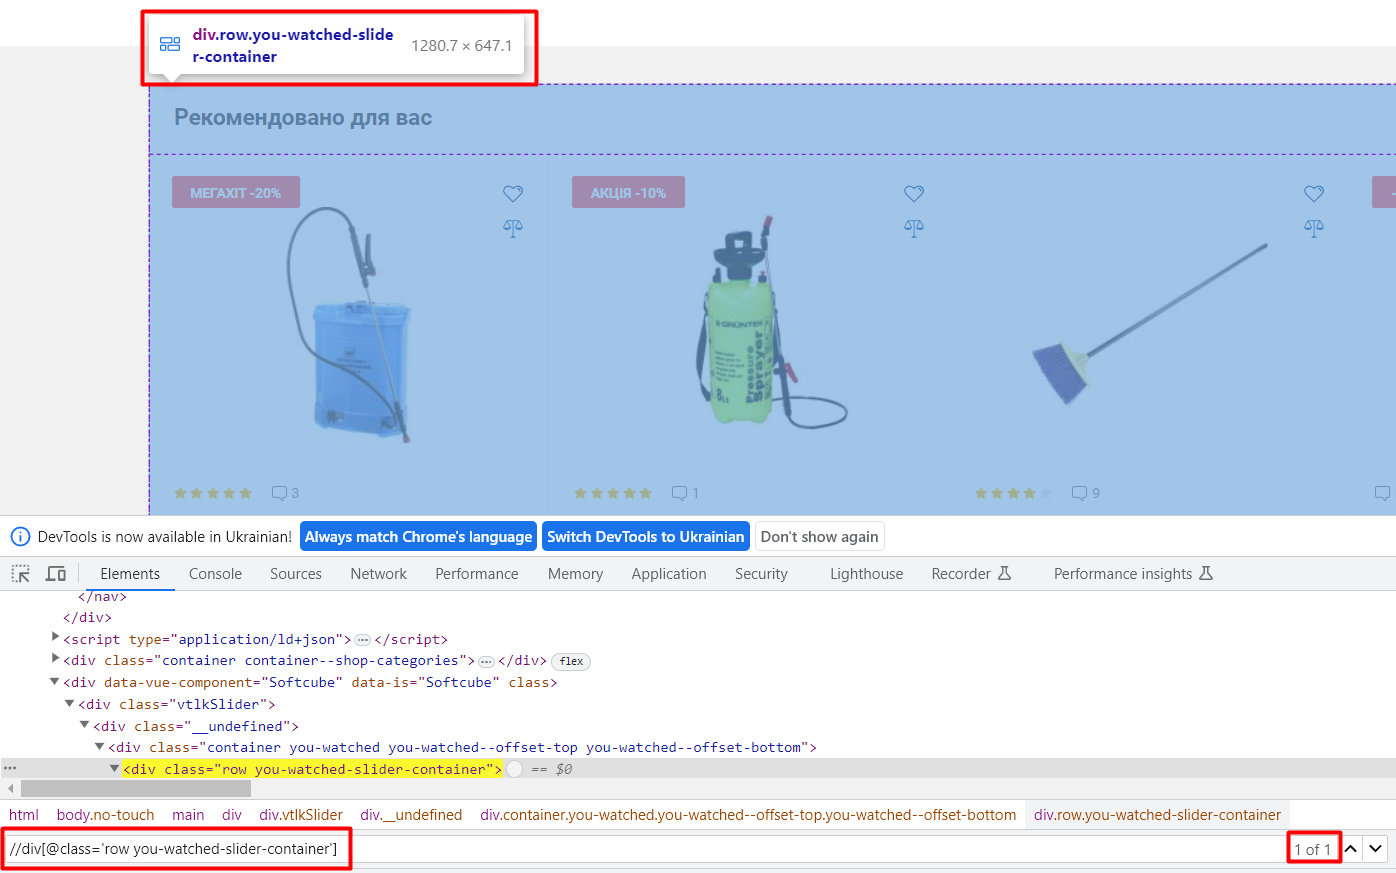 div.row.you-watched-slide
r-container
1280.7 × 647.1
Рекомендовано для вас
МЕГАХІТ -20%
АКЦІЯ -10%
GRÜNTEK
Pressure
Sprayer
8Lt
3
1
9
DevTools is now available in Ukrainian!
Always match Chrome's language
Switch DevTools to Ukrainian
Don't show again
Elements
Console
Sources
Network
Performance
Memory
Application
Security
Lighthouse
Recorder
Performance insights
</nav>
</div>
<script type="application/ld+json">…</script>
<div class="container container--shop-categories">…</div> flex
<div data-vue-component="Softcube" data-is="Softcube" class>
<div class="vtlkSlider">
<div class="__undefined">
<div class="container you-watched you-watched--offset-top you-watched--offset-bottom">
<div class="row you-watched-slider-container"> == $0
html body.no-touch main div div.vtlkSlider div.__undefined div.container.you-watched.you-watched--offset-top.you-watched--offset-bottom div.row.you-watched-slider-container
//div[@class='row you-watched-slider-container']
1 of 1